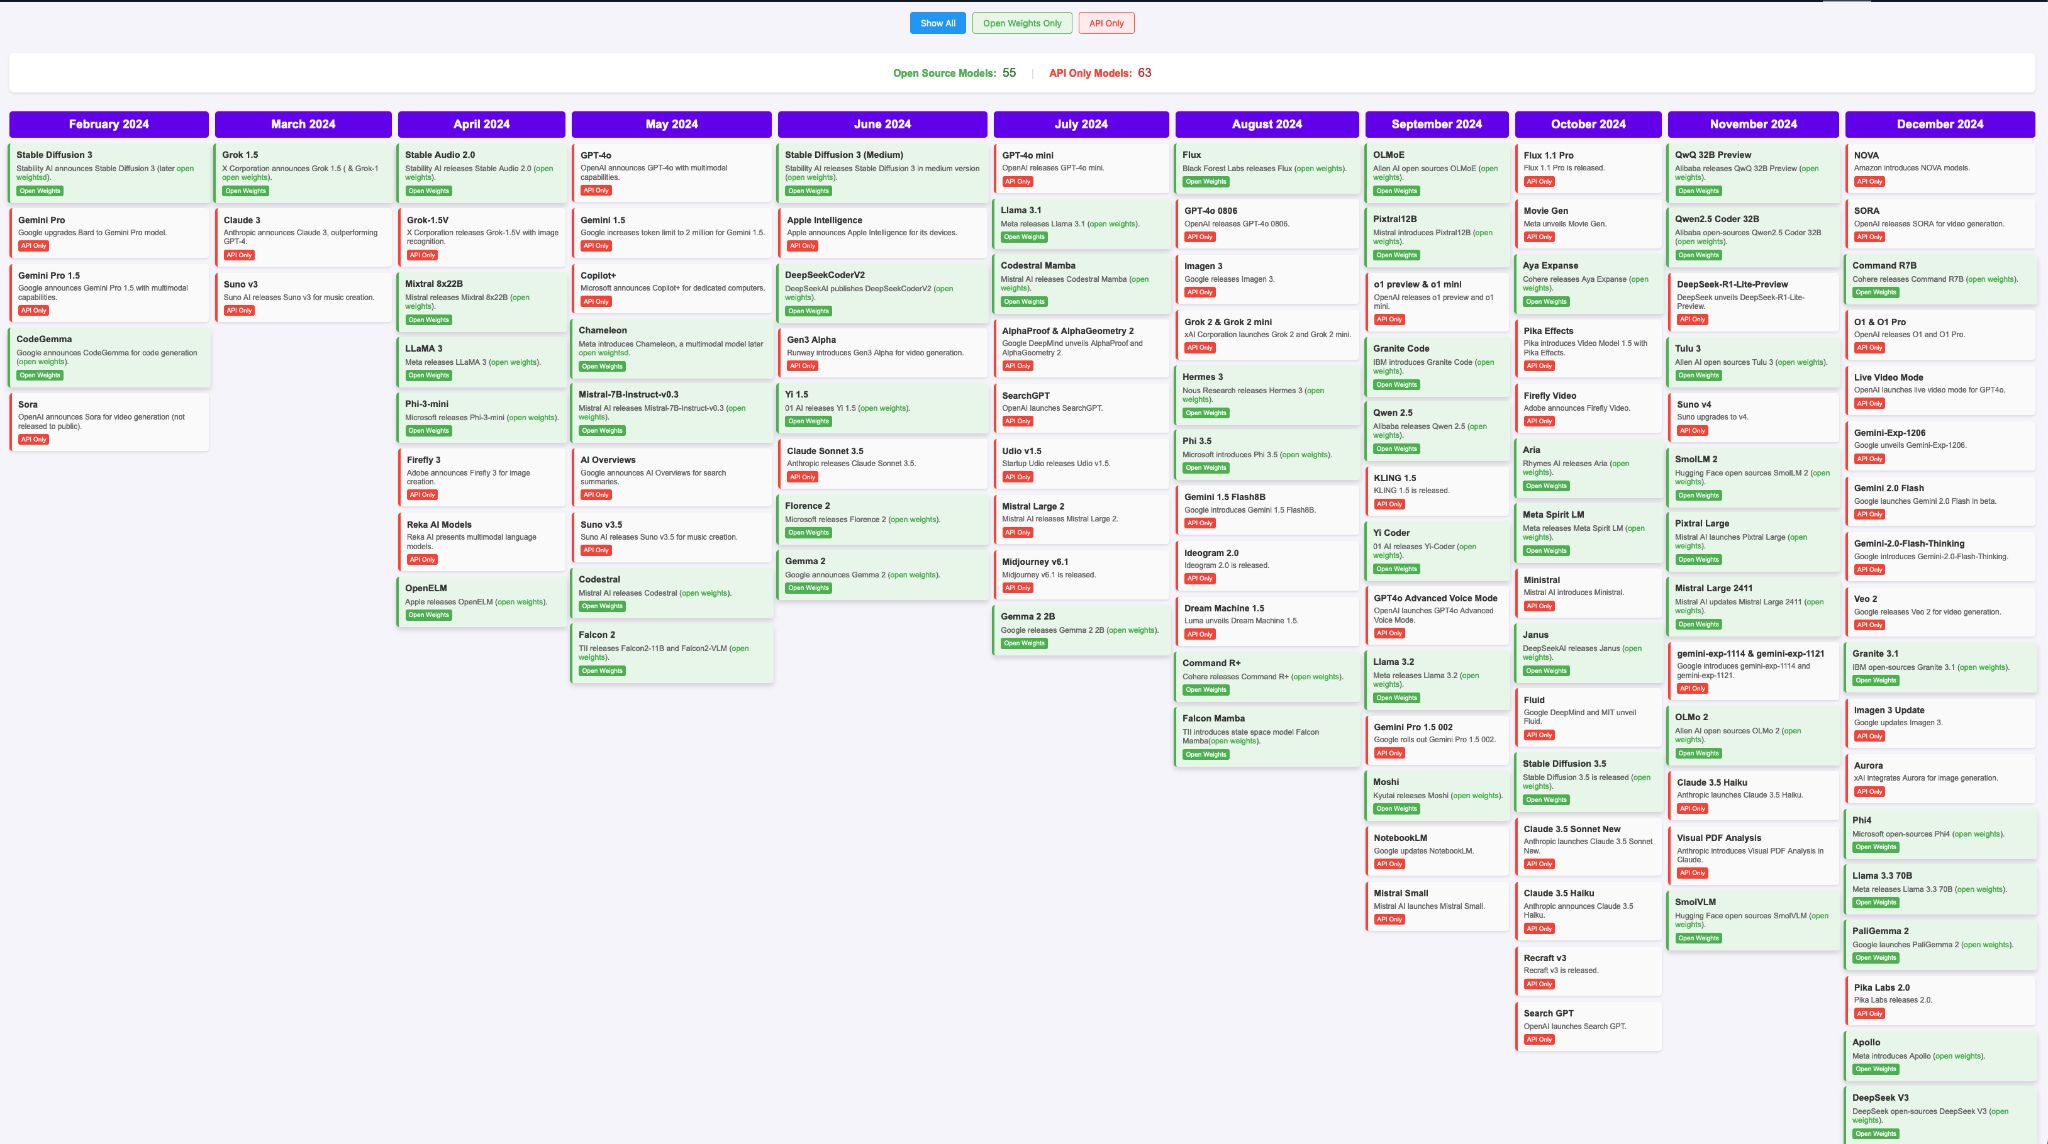 Show All
Open Weights Only
API Only
Open Source Models: 55 | API Only Models: 63
February 2024
Stable Diffusion 3
Stability AI announces Stable Diffusion 3 (later open
weightsd).
Open Weights
Gemini Pro
Google upgrades Bard to Gemini Pro model.
API Only
Gemini Pro 1.5
Google announces Gemini Pro 1.5 with multimodal
capabilities.
API Only
CodeGemma
Google announces CodeGemma for code generation
(open weights).
Open Weights
Sora
OpenAI announces Sora for video generation (not
released to public).
API Only
March 2024
Grok 1.5
X Corporation announces Grok 1.5 ( & Grok-1
open weights).
Open Weights
Claude 3
Anthropic announces Claude 3, outperforming
GPT-4.
API Only
Suno v3
Suno AI releases Suno v3 for music creation.
API Only
April 2024
Stable Audio 2.0
Stability AI releases Stable Audio 2.0 (open
weights).
Open Weights
Grok-1.5V
X Corporation releases Grok-1.5V with image
recognition.
API Only
Mixtral 8x22B
Mistral releases Mixtral 8x22B (open
weights).
Open Weights
LLaMA 3
Meta releases LLaMA 3 (open weights).
Open Weights
Phi-3-mini
Microsoft releases Phi-3-mini (open weights).
Open Weights
Firefly 3
Adobe announces Firefly 3 for image
creation.
API Only
Reka AI Models
Reka AI presents multimodal language
models.
API Only
OpenELM
Apple releases OpenELM (open weights).
Open Weights
May 2024
GPT-4o
OpenAI announces GPT-4o with multimodal
capabilities.
API Only
Gemini 1.5
Google increases token limit to 2 million for Gemini 1.5.
API Only
Copilot+
Microsoft announces Copilot+ for dedicated computers.
API Only
Chameleon
Meta introduces Chameleon, a multimodal model later
open weightsd.
Open Weights
Mistral-7B-Instruct-v0.3
Mistral AI releases Mistral-7B-Instruct-v0.3 (open
weights).
Open Weights
AI Overviews
Google announces AI Overviews for search
summaries.
API Only
Suno v3.5
Suno AI releases Suno v3.5 for music creation.
API Only
Codestral
Mistral AI releases Codestral (open weights).
Open Weights
Falcon 2
TII releases Falcon2-11B and Falcon2-VLM (open
weights).
Open Weights
June 2024
Stable Diffusion 3 (Medium)
Stability AI releases Stable Diffusion 3 in medium version
(open weights).
Open Weights
Apple Intelligence
Apple announces Apple Intelligence for its devices.
API Only
DeepSeekCoderV2
DeepSeekAI publishes DeepSeekCoderV2 (open
weights).
Open Weights
Gen3 Alpha
Runway introduces Gen3 Alpha for video generation.
API Only
Yi 1.5
01 AI releases Yi 1.5 (open weights).
Open Weights
Claude Sonnet 3.5
Anthropic releases Claude Sonnet 3.5.
API Only
Florence 2
Microsoft releases Florence 2 (open weights).
Open Weights
Gemma 2
Google announces Gemma 2 (open weights).
Open Weights
July 2024
GPT-4o mini
OpenAI releases GPT-4o mini.
API Only
Llama 3.1
Meta releases Llama 3.1 (open weights).
Open Weights
Codestral Mamba
Mistral AI releases Codestral Mamba (open
weights).
Open Weights
AlphaProof & AlphaGeometry 2
Google DeepMind unveils AlphaProof and
AlphaGeometry 2.
API Only
SearchGPT
OpenAI launches SearchGPT.
API Only
Udio v1.5
Startup Udio releases Udio v1.5.
API Only
Mistral Large 2
Mistral AI releases Mistral Large 2.
API Only
Midjourney v6.1
Midjourney v6.1 is released.
API Only
Gemma 2 2B
Google releases Gemma 2 2B (open weights).
Open Weights
August 2024
Flux
Black Forest Labs releases Flux (open weights).
Open Weights
GPT-4o 0806
OpenAI releases GPT-4o 0806.
API Only
Imagen 3
Google releases Imagen 3.
API Only
Grok 2 & Grok 2 mini
xAI Corporation launches Grok 2 and Grok 2 mini.
API Only
Hermes 3
Nous Research releases Hermes 3 (open
weights).
Open Weights
Phi 3.5
Microsoft introduces Phi 3.5 (open weights).
Open Weights
Gemini 1.5 Flash8B
Google introduces Gemini 1.5 Flash8B.
API Only
Ideogram 2.0
Ideogram 2.0 is released.
API Only
Dream Machine 1.5
Luma unveils Dream Machine 1.5.
API Only
Command R+
Cohere releases Command R+ (open weights).
Open Weights
Falcon Mamba
TII introduces state space model Falcon
Mamba(open weights).
Open Weights
September 2024
OLMoE
Allen AI open sources OLMoE (open
weights).
Open Weights
Pixtral12B
Mistral introduces Pixtral12B (open
weights).
Open Weights
o1 preview & o1 mini
OpenAI releases o1 preview and o1
mini.
API Only
Granite Code
IBM introduces Granite Code (open
weights).
Open Weights
Qwen 2.5
Alibaba releases Qwen 2.5 (open
weights).
Open Weights
KLING 1.5
KLING 1.5 is released.
API Only
Yi Coder
01 AI releases Yi-Coder (open
weights).
Open Weights
GPT4o Advanced Voice Mode
OpenAI launches GPT4o Advanced
Voice Mode.
API Only
Llama 3.2
Meta releases Llama 3.2 (open
weights).
Open Weights
Gemini Pro 1.5 002
Google rolls out Gemini Pro 1.5 002.
API Only
Moshi
Kyutai releases Moshi (open weights).
Open Weights
NotebookLM
Google updates NotebookLM.
API Only
Mistral Small
Mistral AI launches Mistral Small.
API Only
October 2024
Flux 1.1 Pro
Flux 1.1 Pro is released.
API Only
Movie Gen
Meta unveils Movie Gen.
API Only
Aya Expanse
Cohere releases Aya Expanse (open
weights).
Open Weights
Pika Effects
Pika introduces Video Model 1.5 with
Pika Effects.
API Only
Firefly Video
Adobe announces Firefly Video.
API Only
Aria
Rhymes AI releases Aria (open
weights).
Open Weights
Meta Spirit LM
Meta releases Meta Spirit LM (open
weights).
Open Weights
Ministral
Mistral AI introduces Ministral.
API Only
Janus
DeepSeekAI releases Janus (open
weights).
Open Weights
Fluid
Google DeepMind and MIT unveil
Fluid.
API Only
Stable Diffusion 3.5
Stable Diffusion 3.5 is released (open
weights).
Open Weights
Claude 3.5 Sonnet New
Anthropic launches Claude 3.5 Sonnet
New.
API Only
Claude 3.5 Haiku
Anthropic announces Claude 3.5
Haiku.
API Only
Recraft v3
Recraft v3 is released.
API Only
Search GPT
OpenAI launches Search GPT.
API Only
November 2024
QwQ 32B Preview
Alibaba releases QwQ 32B Preview (open
weights).
Open Weights
Qwen2.5 Coder 32B
Alibaba open-sources Qwen2.5 Coder 32B
(open weights).
Open Weights
DeepSeek-R1-Lite-Preview
DeepSeek unveils DeepSeek-R1-Lite-
Preview.
API Only
Tulu 3
Allen AI open sources Tulu 3 (open weights).
Open Weights
Suno v4
Suno upgrades to v4.
API Only
SmolLM 2
Hugging Face open sources SmolLM 2 (open
weights).
Open Weights
Pixtral Large
Mistral AI launches Pixtral Large (open
weights).
Open Weights
Mistral Large 2411
Mistral AI updates Mistral Large 2411 (open
weights).
Open Weights
gemini-exp-1114 & gemini-exp-1121
Google introduces gemini-exp-1114 and
gemini-exp-1121.
API Only
OLMo 2
Allen AI open sources OLMo 2 (open
weights).
Open Weights
Claude 3.5 Haiku
Anthropic launches Claude 3.5 Haiku.
API Only
Visual PDF Analysis
Anthropic introduces Visual PDF Analysis in
Claude.
API Only
SmolVLM
Hugging Face open sources SmolVLM (open
weights).
Open Weights
December 2024
NOVA
Amazon introduces NOVA models.
API Only
SORA
OpenAI releases SORA for video generation.
API Only
Command R7B
Cohere releases Command R7B (open weights).
Open Weights
O1 & O1 Pro
OpenAI releases O1 and O1 Pro.
API Only
Live Video Mode
OpenAI launches live video mode for GPT4o.
API Only
Gemini-Exp-1206
Google unveils Gemini-Exp-1206.
API Only
Gemini 2.0 Flash
Google launches Gemini 2.0 Flash in beta.
API Only
Gemini-2.0-Flash-Thinking
Google introduces Gemini-2.0-Flash-Thinking.
API Only
Veo 2
Google releases Veo 2 for video generation.
API Only
Granite 3.1
IBM open-sources Granite 3.1 (open weights).
Open Weights
Imagen 3 Update
Google updates Imagen 3.
API Only
Aurora
xAI integrates Aurora for image generation.
API Only
Phi4
Microsoft open-sources Phi4 (open weights).
Open Weights
Llama 3.3 70B
Meta releases Llama 3.3 70B (open weights).
Open Weights
PaliGemma 2
Google launches PaliGemma 2 (open weights).
Open Weights
Pika Labs 2.0
Pika Labs releases 2.0.
API Only
Apollo
Meta introduces Apollo (open weights).
Open Weights
DeepSeek V3
DeepSeek open-sources DeepSeek V3 (open
weights).
Open Weights